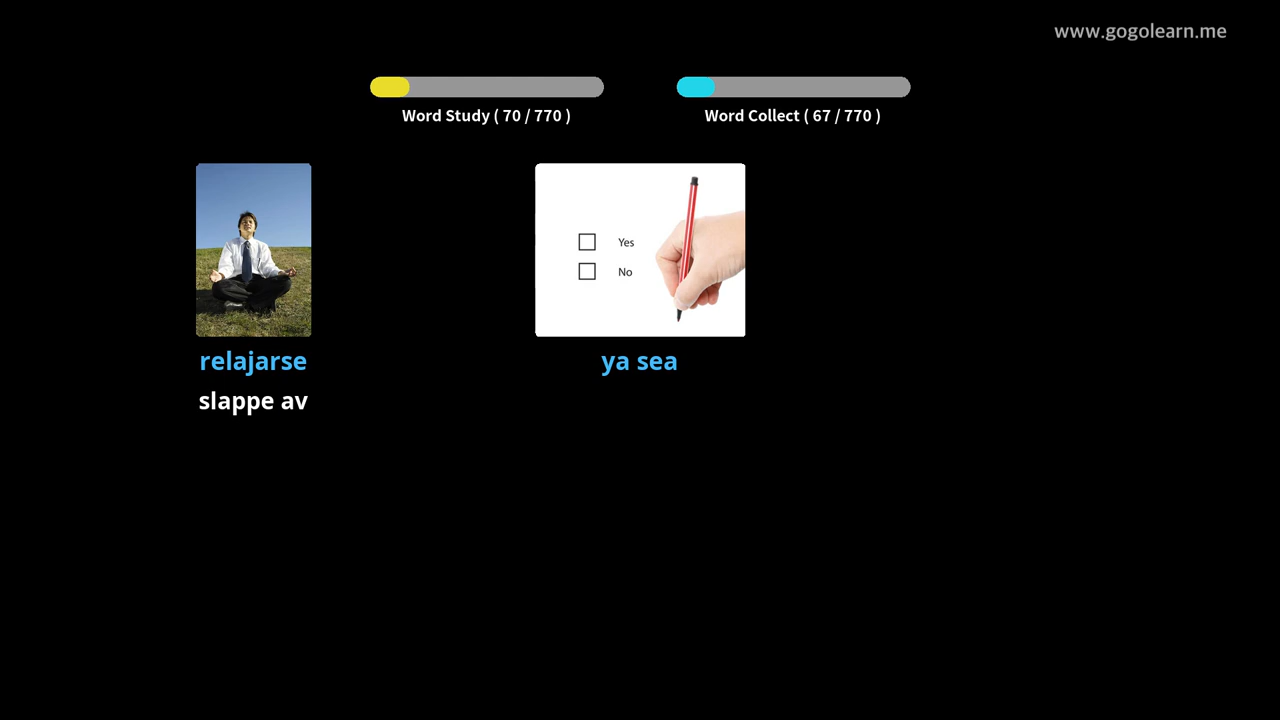 www.gogolearn.me
Word Study ( 70 / 770 )
Word Collect ( 67 / 770 )
Yes
No
relajarse
ya sea
slappe av